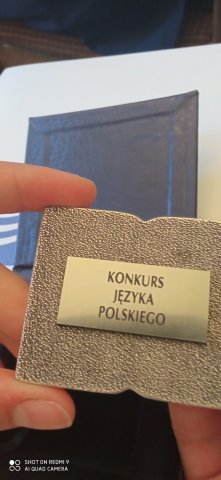 KONKURS
JĘZYKA
POLSKIEGO
SHOT ON REDMI 9
AI QUAD CAMERA